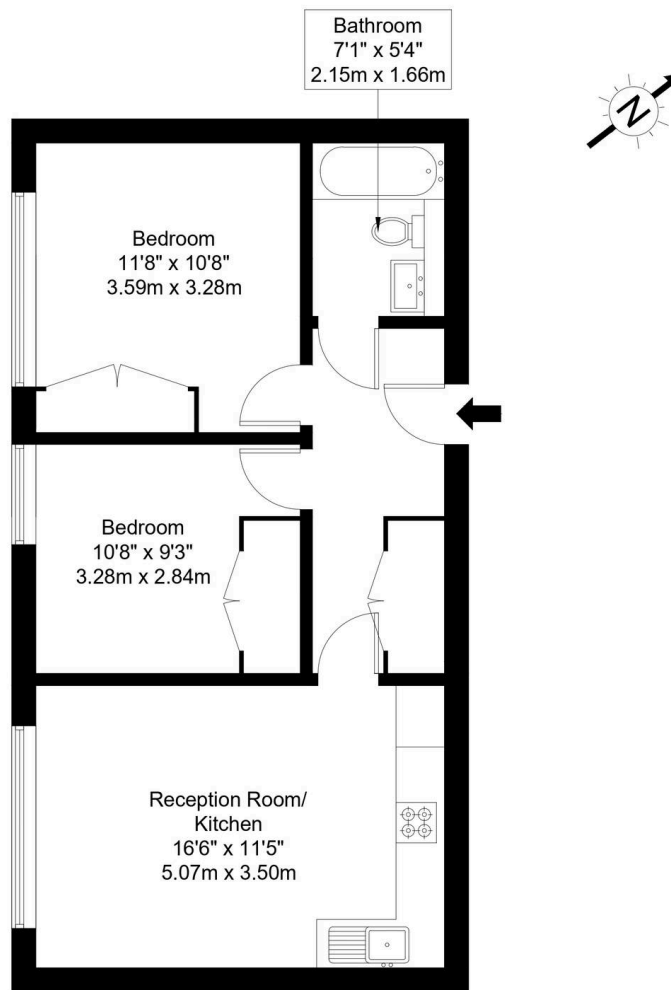 Bathroom
7'1" x 5'4"
2.15m x 1.66m
N
Bedroom
11'8" x 10'8"
3.59m x 3.28m
Bedroom
10'8" x 9'3"
3.28m x 2.84m
Reception Room/
Kitchen
16'6" x 11'5"
5.07m x 3.50m